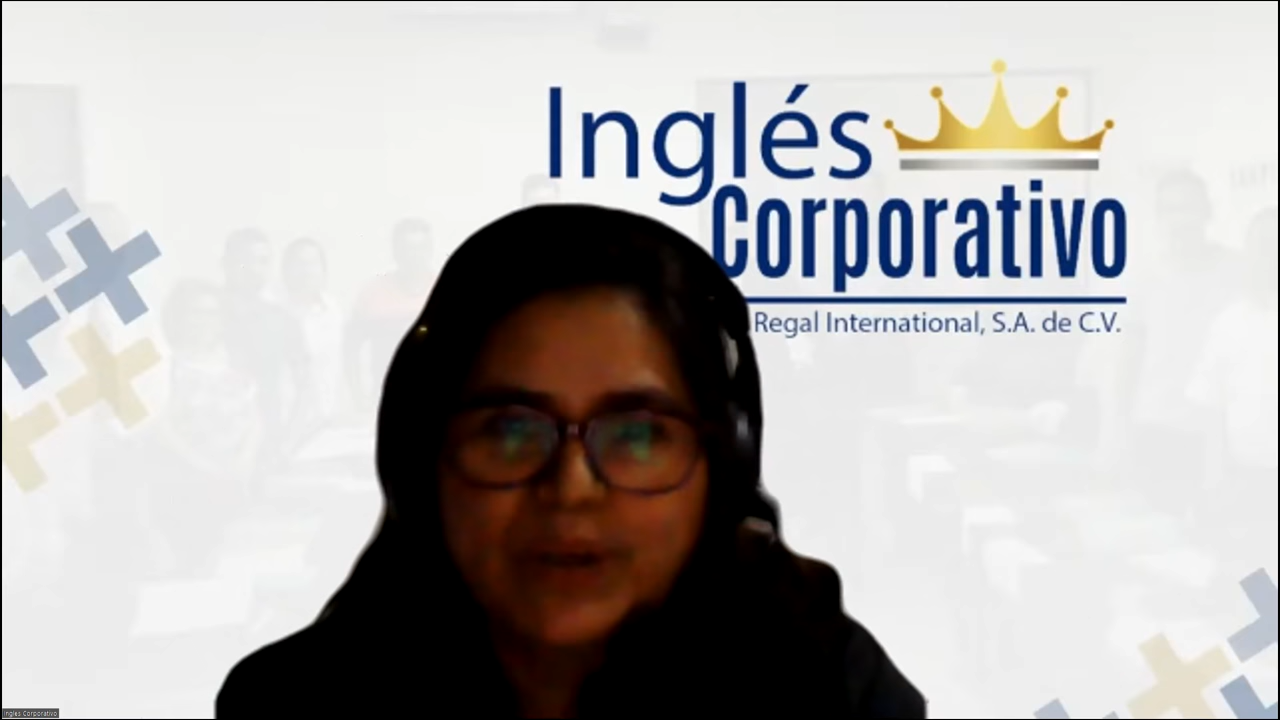 Inglés
Corporativo
Regal International, S.A. de C.V.
Inglés Corporativo